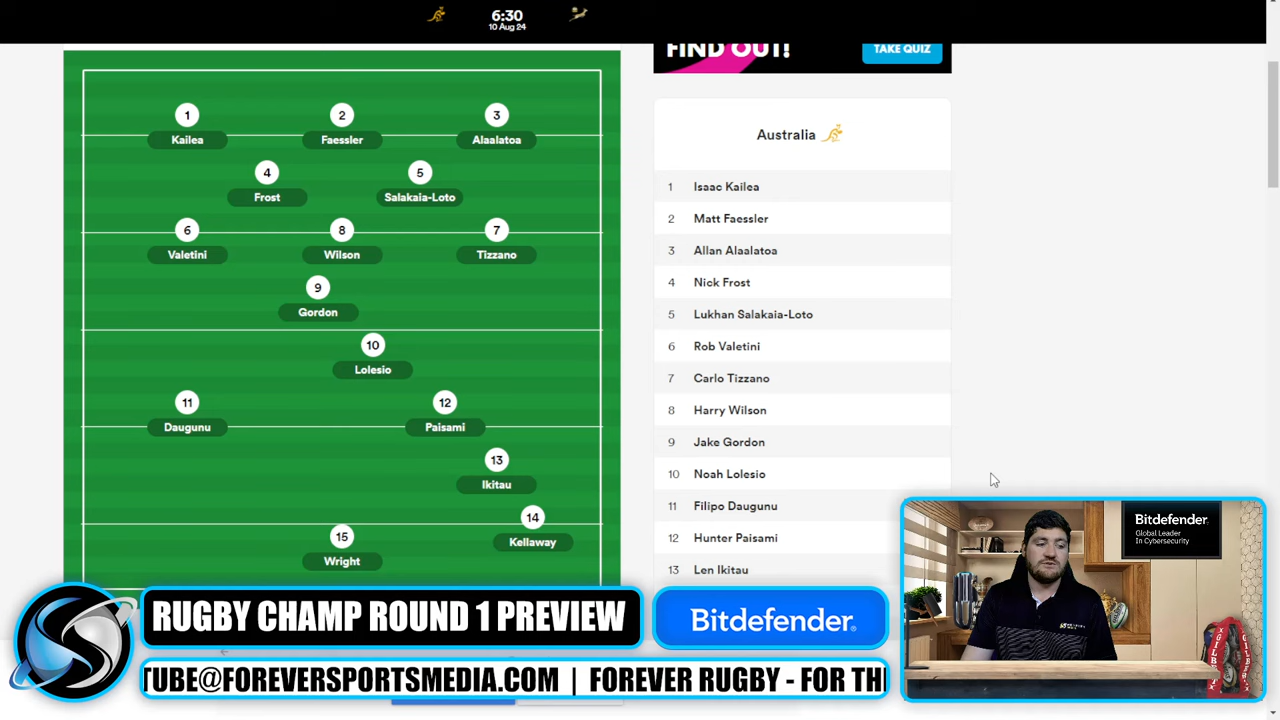 6:30
10 Aug 24
FIND OUT!
TAKE QUIZ
1
2
3
Kailea
Faessler
Alaalatoa
4
5
Frost
Salakaia-Loto
6
8
7
Valetini
Wilson
Tizzano
9
Gordon
10
Lolesio
11
12
Daugunu
Paisami
13
Ikitau
14
Kellaway
15
Wright
Australia
1 Isaac Kailea
2 Matt Faessler
3 Allan Alaalatoa
4 Nick Frost
5 Lukhan Salakaia-Loto
6 Rob Valetini
7 Carlo Tizzano
8 Harry Wilson
9 Jake Gordon
10 Noah Lolesio
11 Filipo Daugunu
12 Hunter Paisami
13 Len Ikitau
Bitdefender
Global Leader
In Cybersecurity
RUGBY CHAMP ROUND 1 PREVIEW
Bitdefender
TUBE@FOREVERSPORTSMEDIA.COM | FOREVER RUGBY - FOR TH